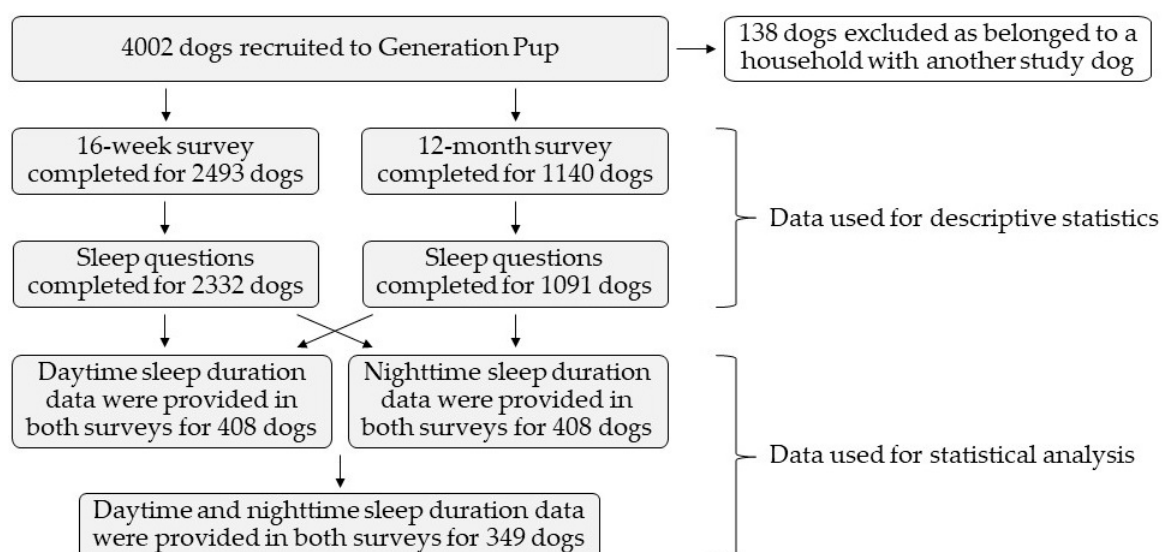 4002 dogs recruited to Generation Pup
138 dogs excluded as belonged to a
household with another study dog
16-week survey
completed for 2493 dogs
12-month survey
completed for 1140 dogs
Data used for descriptive statistics
Sleep questions
completed for 2332 dogs
Sleep questions
completed for 1091 dogs
Daytime sleep duration
data were provided in
both surveys for 408 dogs
Nighttime sleep duration
data were provided in
both surveys for 408 dogs
Data used for statistical analysis
Daytime and nighttime sleep duration data
were provided in both surveys for 349 dogs